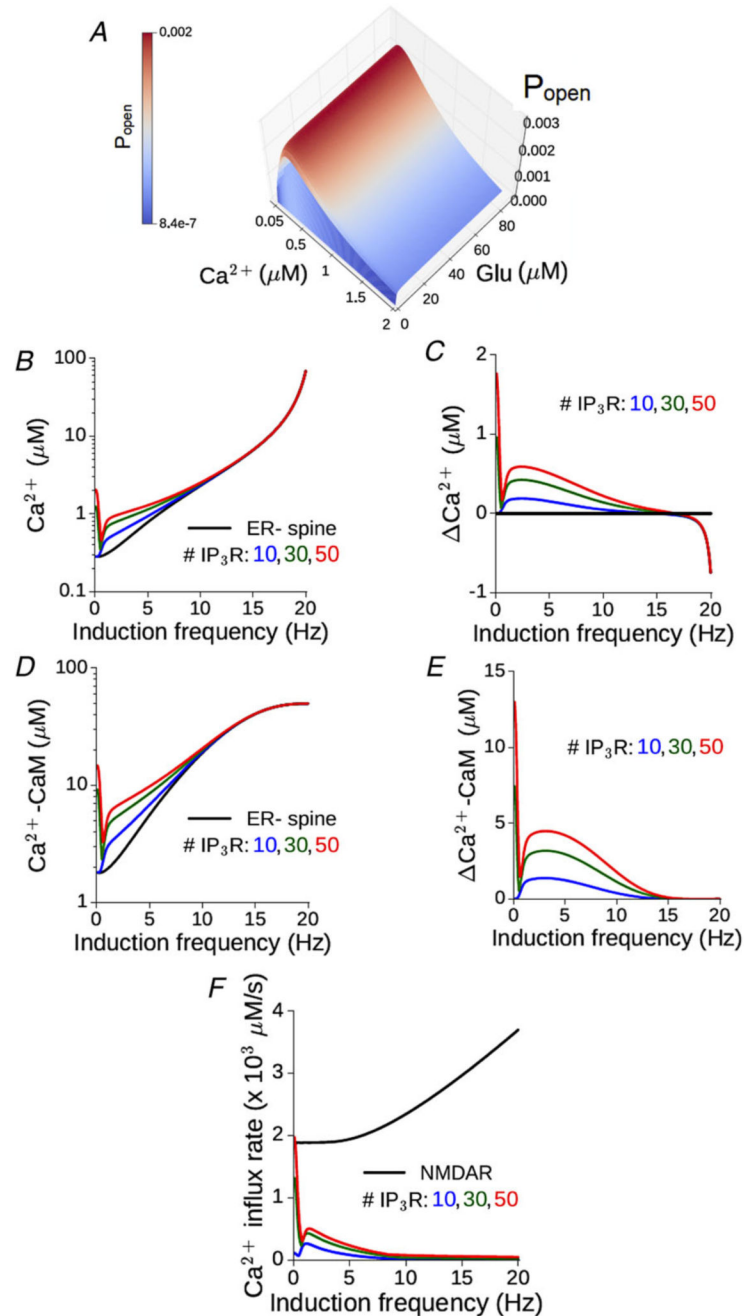 A
0.002
P_open
8.4e-7
P_open
0.003
0.002
0.001
0.000
0.05
0.5
1
1.5
2
Ca²⁺ (μM)
0
20
40
60
80
Glu (μM)
B
100
10
1
0.1
Ca²⁺ (μM)
ER- spine
# IP₃R: 10, 30, 50
0 5 10 15 20
Induction frequency (Hz)
C
2
1
0
-1
ΔCa²⁺ (μM)
# IP₃R: 10, 30, 50
0 5 10 15 20
Induction frequency (Hz)
D
100
10
1
Ca²⁺-CaM (μM)
ER- spine
# IP₃R: 10, 30, 50
0 5 10 15 20
Induction frequency (Hz)
E
15
10
5
0
ΔCa²⁺-CaM (μM)
# IP₃R: 10, 30, 50
0 5 10 15 20
Induction frequency (Hz)
F
4
3
2
1
0
Ca²⁺ influx rate (x 10³ μM/s)
NMDAR
# IP₃R: 10, 30, 50
0 5 10 15 20
Induction frequency (Hz)